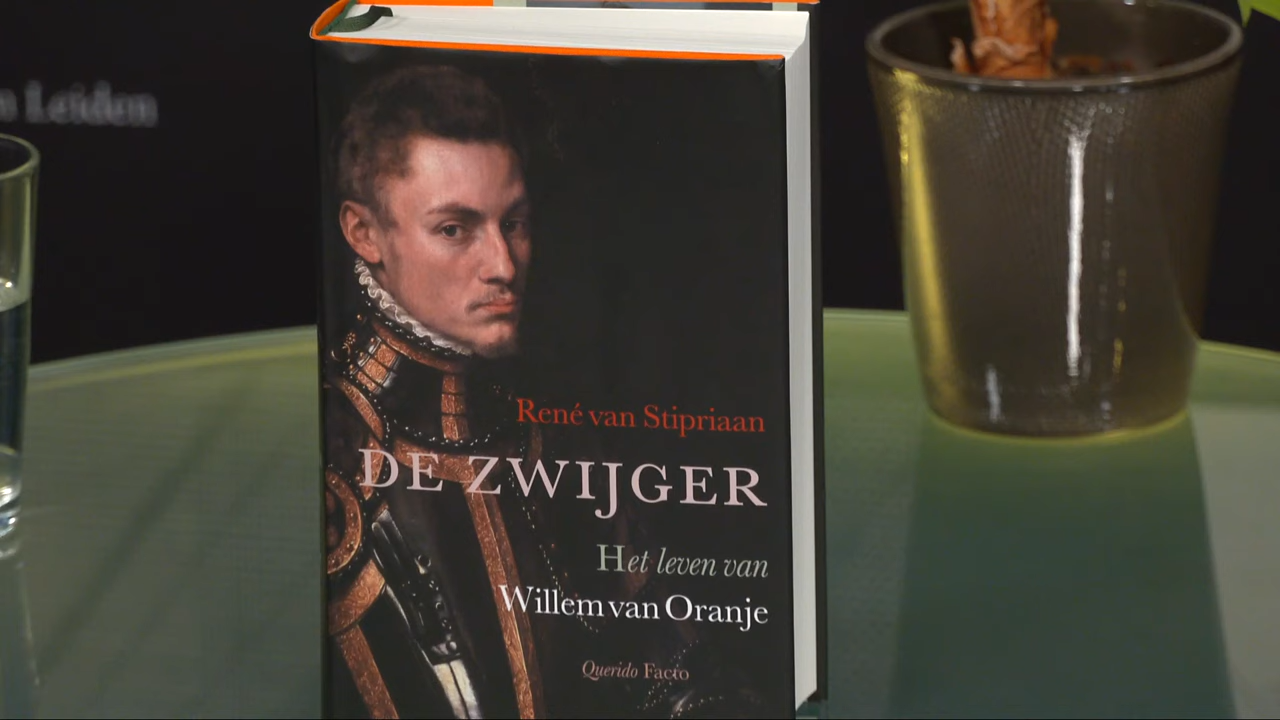 Leiden
René van Stipriaan
DE ZWIJGER
Het leven van
Willem van Oranje
Querido Facto